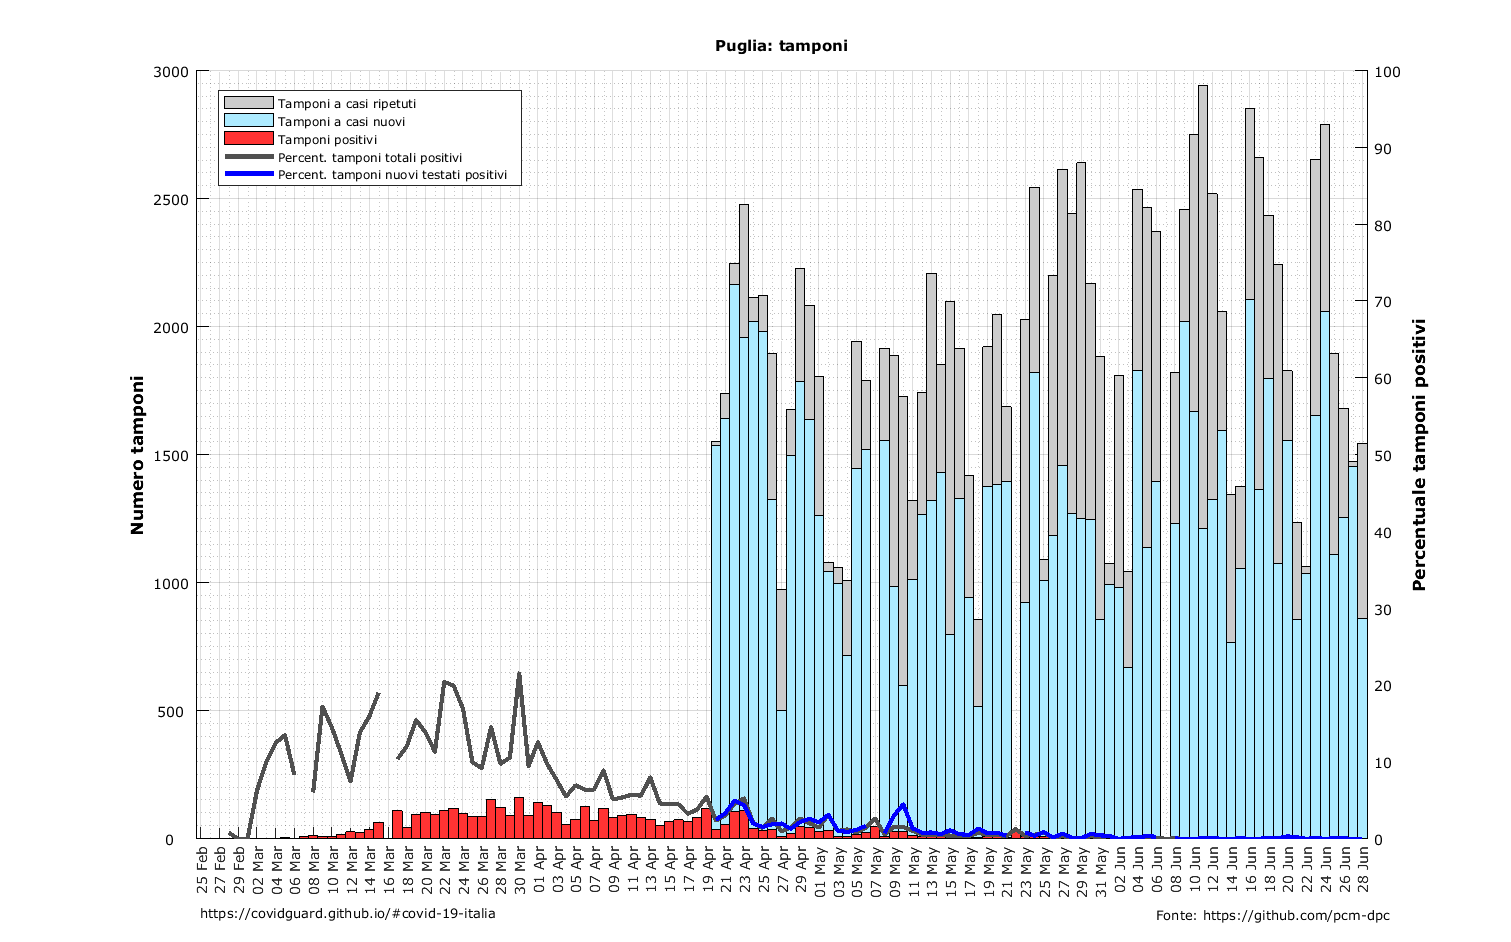 Puglia: tamponi
Tamponi a casi ripetuti
Tamponi a casi nuovi
Tamponi positivi
Percent. tamponi totali positivi
Percent. tamponi nuovi testati positivi
Numero tamponi
3000
2500
2000
1500
1000
500
0
Percentuale tamponi positivi
100
90
80
70
60
50
40
30
20
10
0
25 Feb
27 Feb
29 Feb
02 Mar
04 Mar
06 Mar
08 Mar
10 Mar
12 Mar
14 Mar
16 Mar
18 Mar
20 Mar
22 Mar
24 Mar
26 Mar
28 Mar
30 Mar
01 Apr
03 Apr
05 Apr
07 Apr
09 Apr
11 Apr
13 Apr
15 Apr
17 Apr
19 Apr
21 Apr
23 Apr
25 Apr
27 Apr
29 Apr
01 May
03 May
05 May
07 May
09 May
11 May
13 May
15 May
17 May
19 May
21 May
23 May
25 May
27 May
29 May
31 May
02 Jun
04 Jun
06 Jun
08 Jun
10 Jun
12 Jun
14 Jun
16 Jun
18 Jun
20 Jun
22 Jun
24 Jun
26 Jun
28 Jun
https://covidguard.github.io/#covid-19-italia
Fonte: https://github.com/pcm-dpc